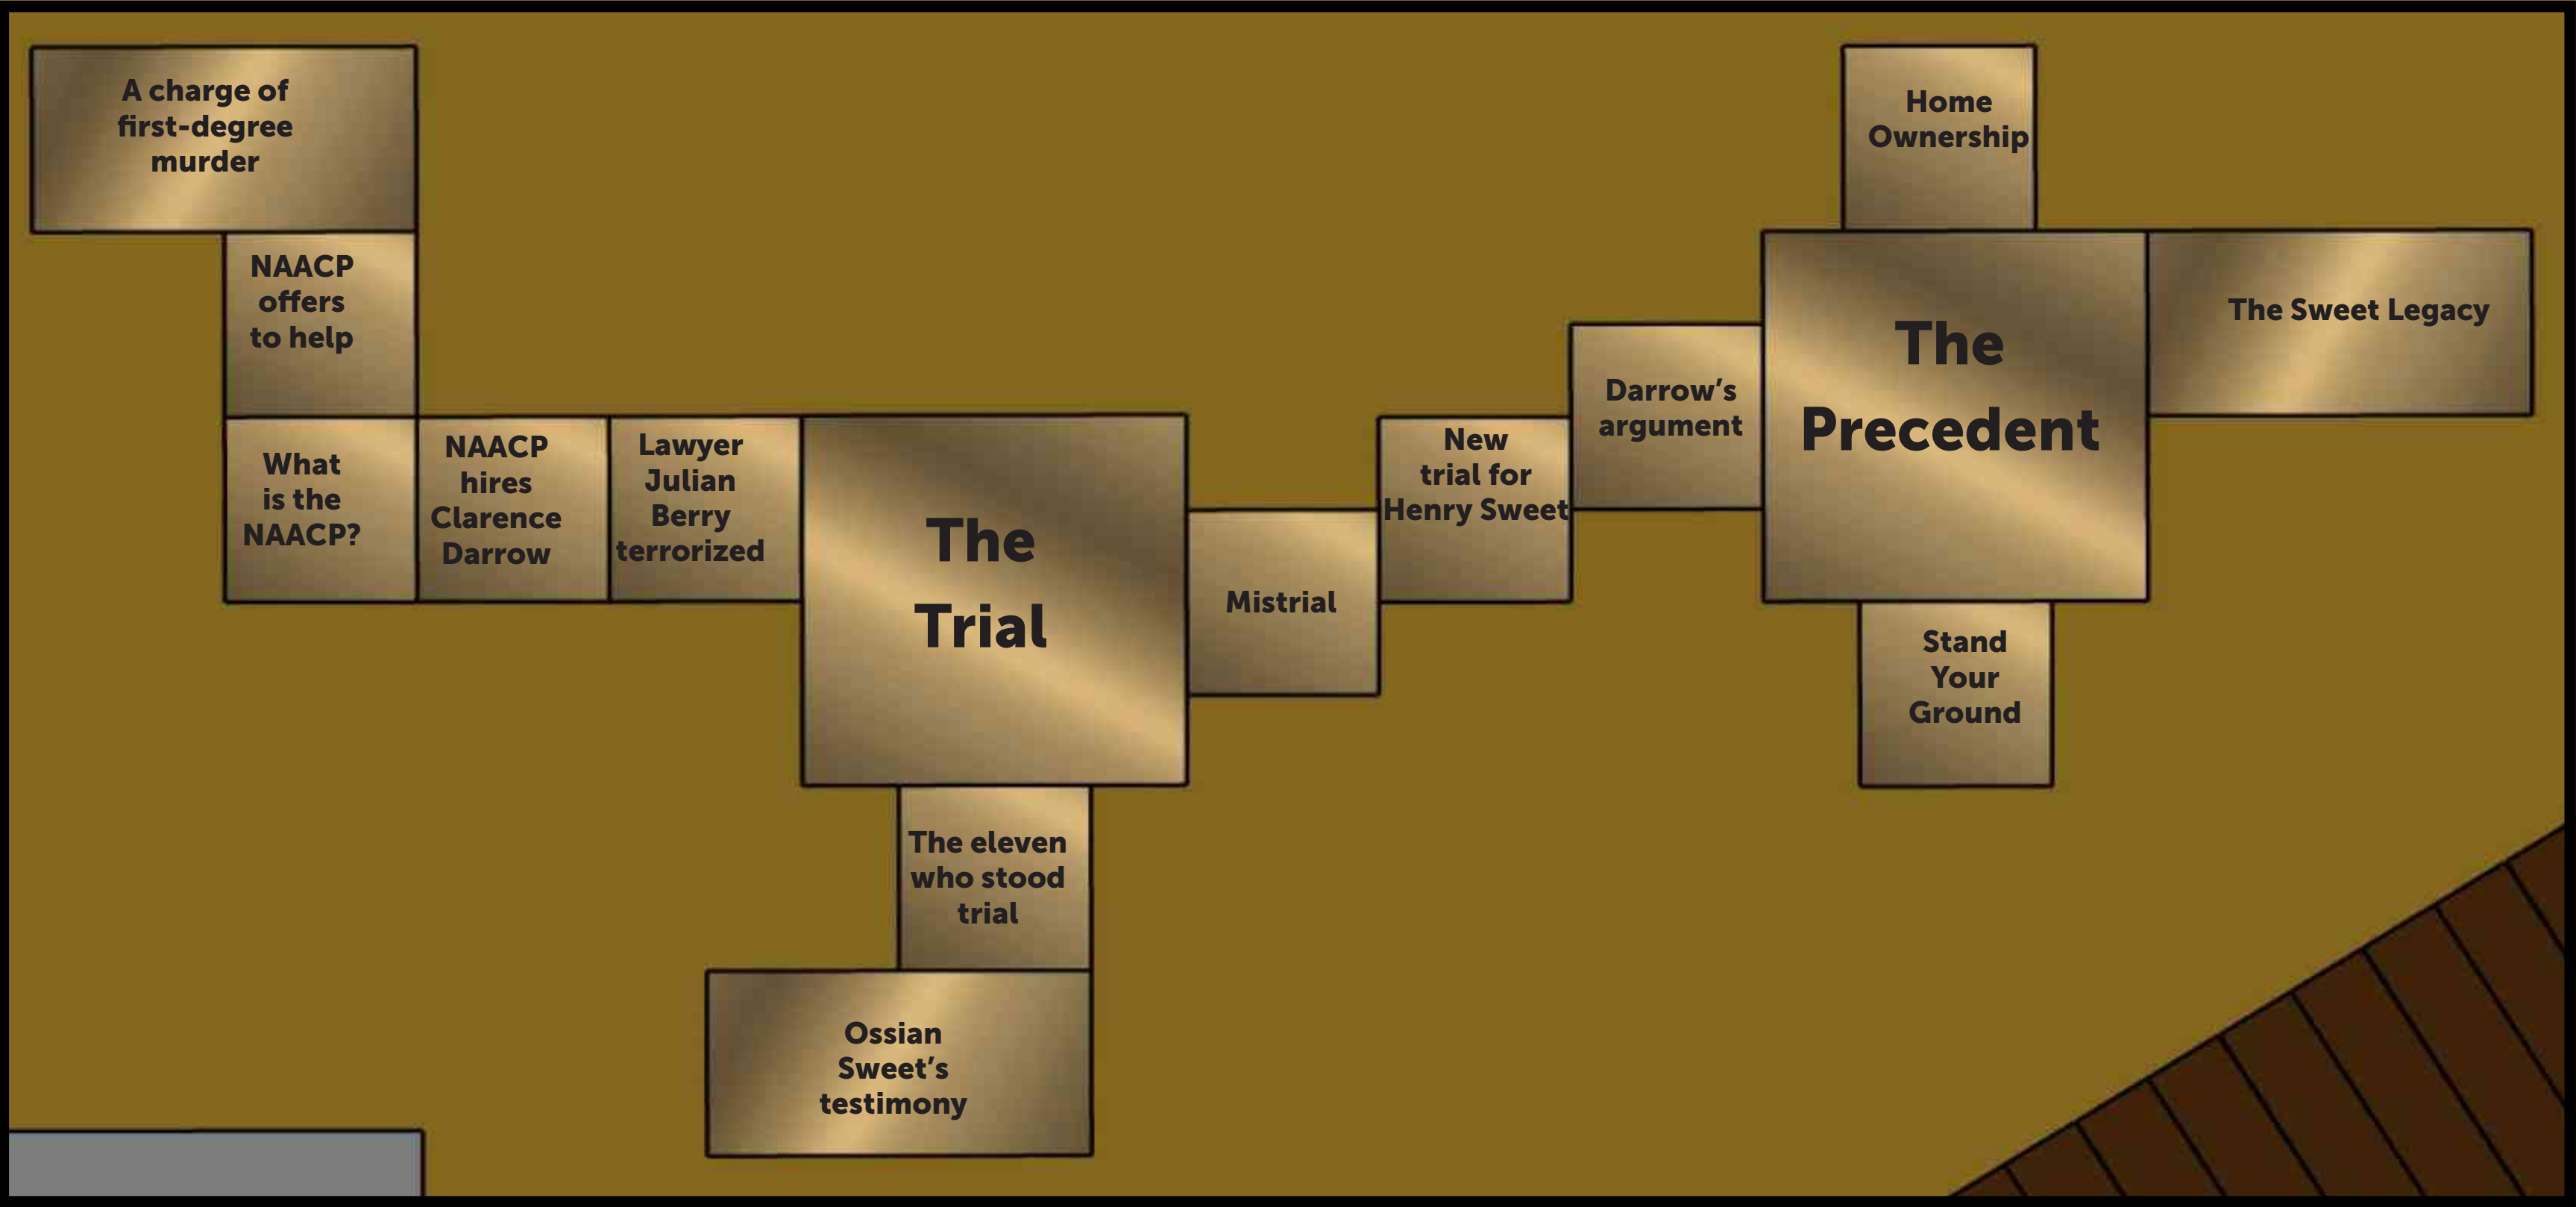 A charge of
first-degree
murder
NAACP
offers
to help
What
is the
NAACP?
NAACP
hires
Clarence
Darrow
Lawyer
Julian
Berry
terrorized
The
Trial
The eleven
who stood
trial
Ossian
Sweet’s
testimony
Mistrial
New
trial for
Henry Sweet
Darrow’s
argument
The
Precedent
Home
Ownership
The Sweet Legacy
Stand
Your
Ground